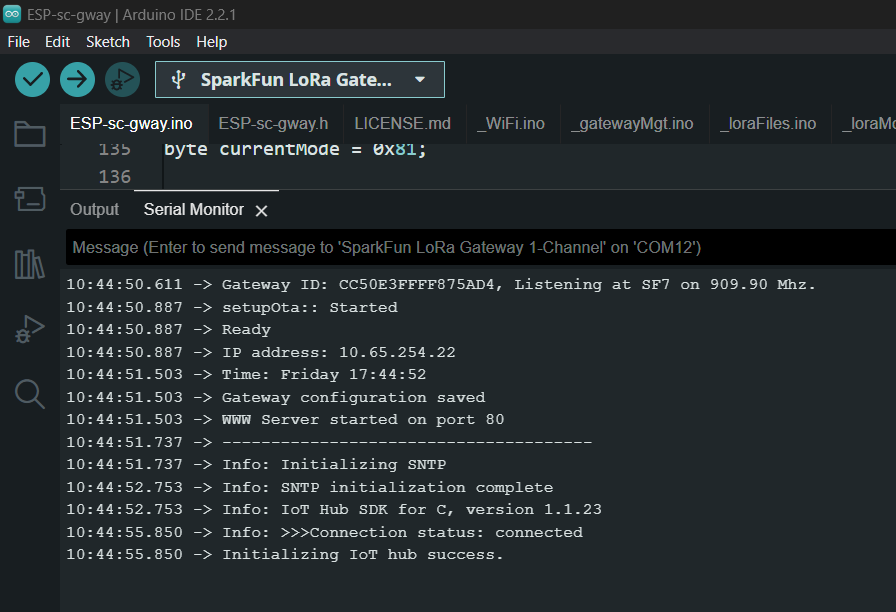 ESP-sc-gway | Arduino IDE 2.2.1
File Edit Sketch Tools Help
SparkFun LoRa Gate...
ESP-sc-gway.ino ESP-sc-gway.h LICENSE.md _WiFi.ino _gatewayMgt.ino _loraFiles.ino _loraMo
135 byte currentMode = 0x81;
136
Output Serial Monitor
Message (Enter to send message to 'SparkFun LoRa Gateway 1-Channel' on 'COM12')
10:44:50.611 -> Gateway ID: CC50E3FFFF875AD4, Listening at SF7 on 909.90 Mhz.
10:44:50.887 -> setupOta:: Started
10:44:50.887 -> Ready
10:44:50.887 -> IP address: 10.65.254.22
10:44:51.503 -> Time: Friday 17:44:52
10:44:51.503 -> Gateway configuration saved
10:44:51.503 -> WWW Server started on port 80
10:44:51.737 -> --------------------------------------
10:44:51.737 -> Info: Initializing SNTP
10:44:52.753 -> Info: SNTP initialization complete
10:44:52.753 -> Info: IoT Hub SDK for C, version 1.1.23
10:44:55.850 -> Info: >>>Connection status: connected
10:44:55.850 -> Initializing IoT hub success.